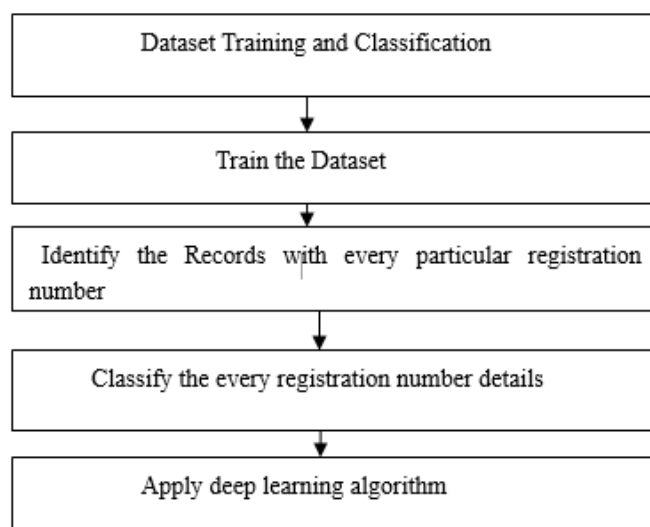 Dataset Training and Classification
Train the Dataset
Identify the Records with every particular registration
number
Classify the every registration number details
Apply deep learning algorithm